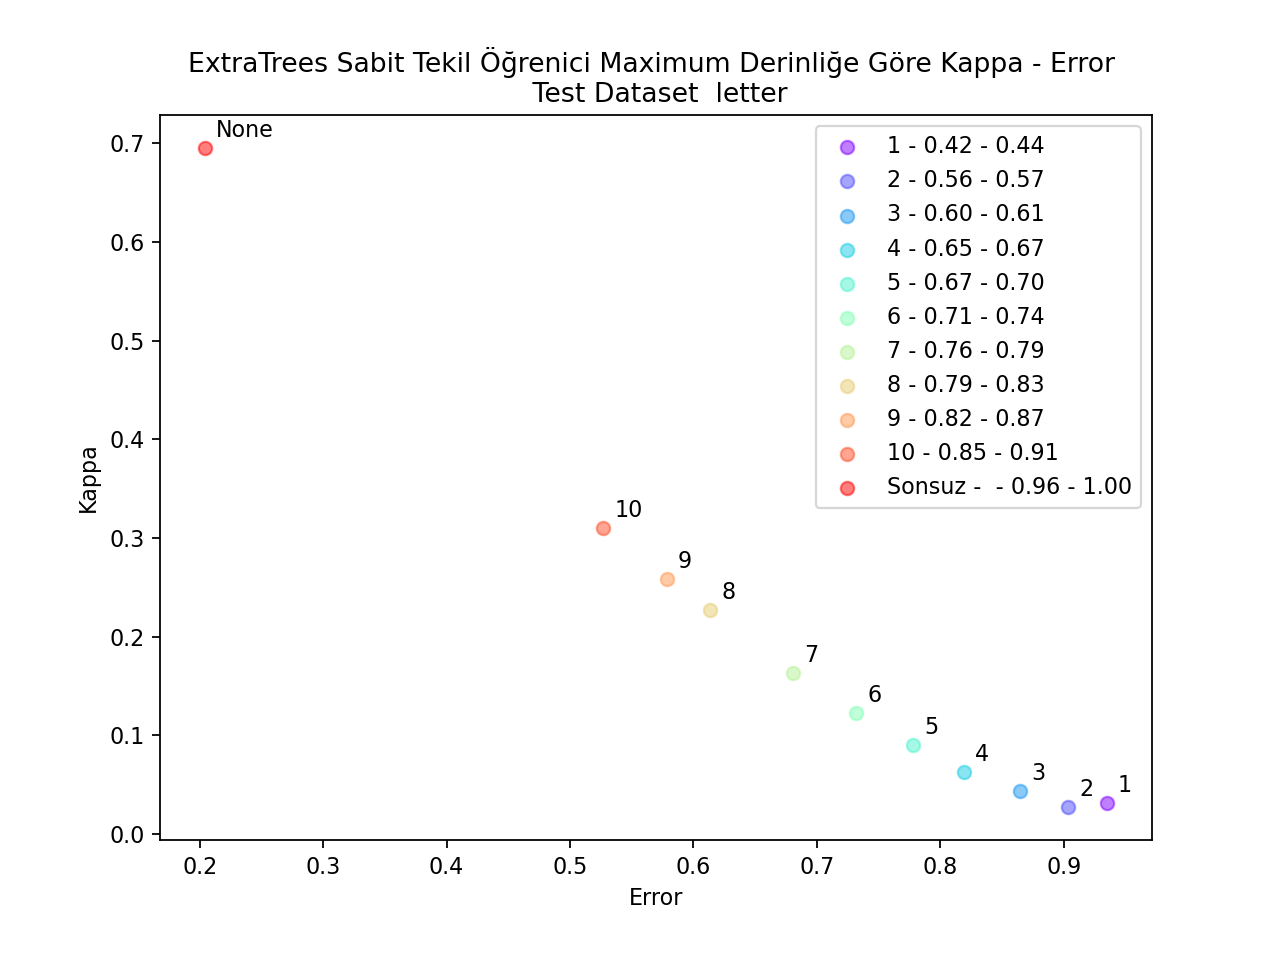 ExtraTrees Sabit Tekil Öğrenici Maximum Derinliğe Göre Kappa - Error
Test Dataset  letter
None
1 - 0.42 - 0.44
2 - 0.56 - 0.57
3 - 0.60 - 0.61
4 - 0.65 - 0.67
5 - 0.67 - 0.70
6 - 0.71 - 0.74
7 - 0.76 - 0.79
8 - 0.79 - 0.83
9 - 0.82 - 0.87
10 - 0.85 - 0.91
Sonsuz -  - 0.96 - 1.00
0.7
0.6
0.5
0.4
0.3
0.2
0.1
0.0
Kappa
10
9
8
7
6
5
4
3
2
1
0.2 0.3 0.4 0.5 0.6 0.7 0.8 0.9
Error